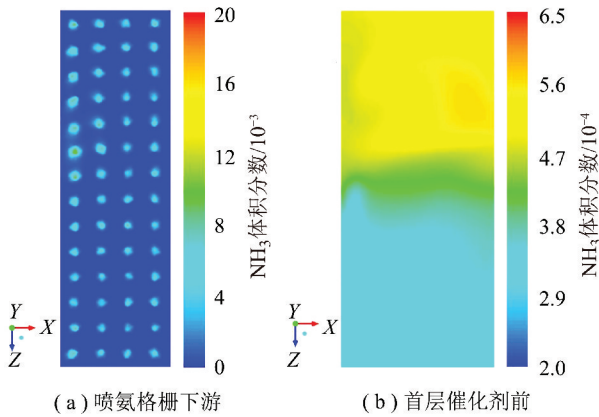 20
16
12
8
4
0
NH₃体积分数/10⁻³
Y
X
Z
(a)喷氨格栅下游
6.5
5.6
4.7
3.8
2.9
2.0
NH₃体积分数/10⁻⁴
Y
X
Z
(b)首层催化剂前